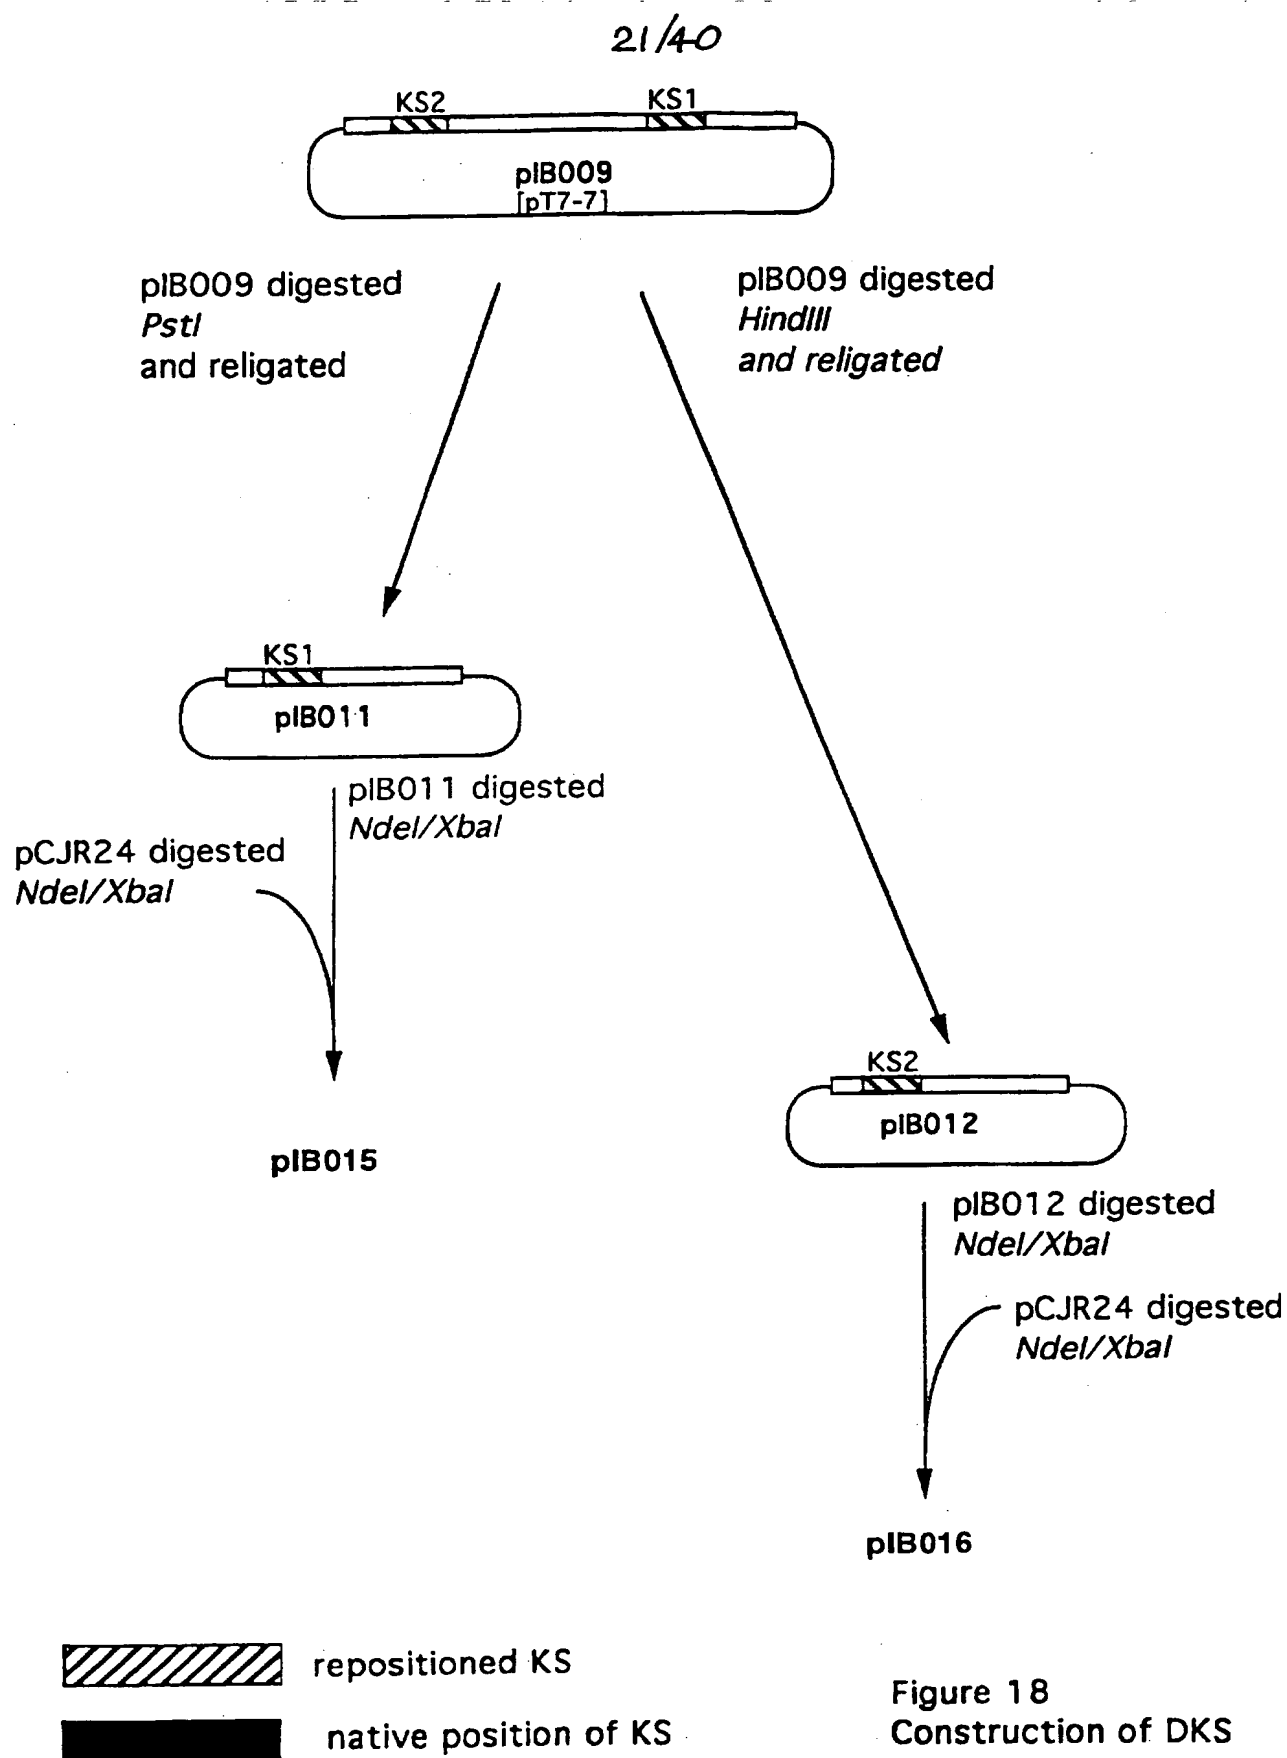 21/40
KS2
KS1
pIB009
[pT7-7]
pIB009 digested
PstI
and religated
pIB009 digested
HindIII
and religated
KS1
pIB011
pIB011 digested
NdeI/XbaI
pCJR24 digested
NdeI/XbaI
pIB015
KS2
pIB012
pIB012 digested
NdeI/XbaI
pCJR24 digested
NdeI/XbaI
pIB016
repositioned KS
native position of KS
Figure 18
Construction of DKS